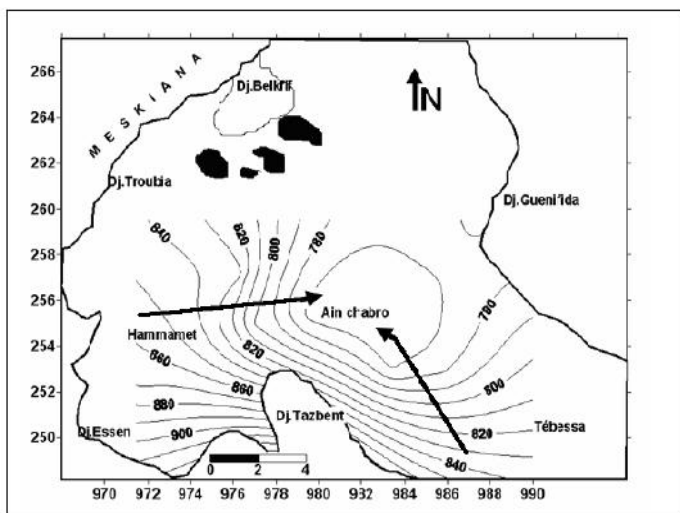 266
264
262
260
258
256
254
252
250
MESKIANA
Dj.Belkfif
N
Dj.Troubia
Dj.Guenifida
840
820
800
780
790
Ain chabro
Hammamet
860
820
860
800
880
820
Dj.Essen
900
Dj.Tazbent
Tébessa
840
0 2 4
970 972 974 976 978 980 982 984 986 988 990